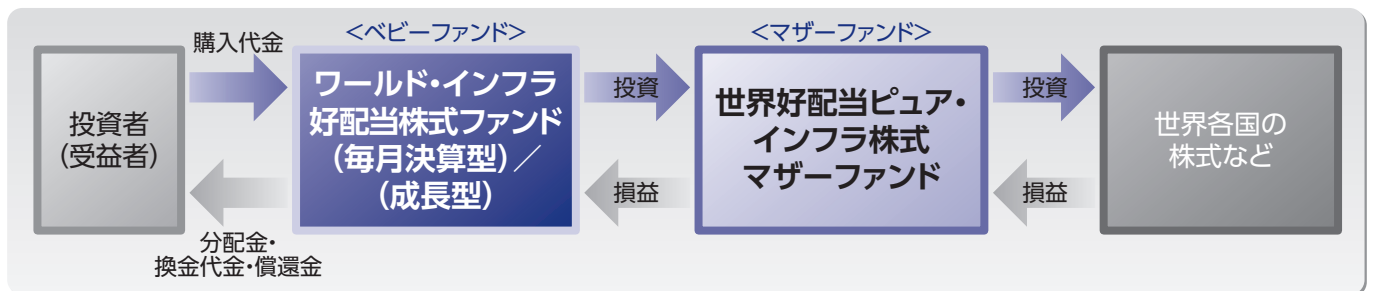 購入代金
<ベビーファンド>
<マザーファンド>
投資者
(受益者)
ワールド・インフラ
好配当株式ファンド
(毎月決算型)/
(成長型)
投資
損益
世界好配当ピュア・
インフラ株式
マザーファンド
投資
損益
世界各国の
株式など
分配金・
換金代金・償還金